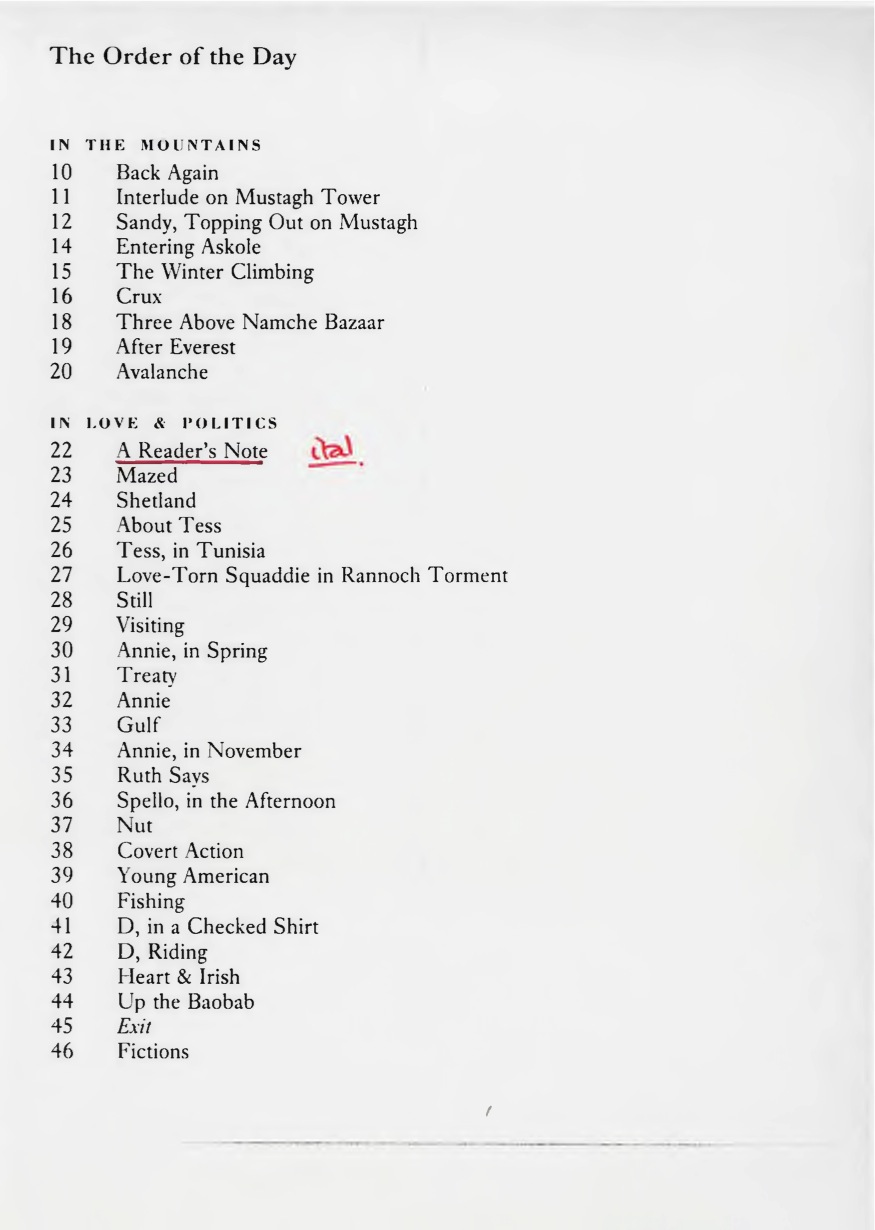 The Order of the Day
IN THE MOUNTAINS
10 Back Again
11 Interlude on Mustagh Tower
12 Sandy, Topping Out on Mustagh
14 Entering Askole
15 The Winter Climbing
16 Crux
18 Three Above Namche Bazaar
19 After Everest
20 Avalanche
IN LOVE & POLITICS
22 A Reader's Note ital.
23 Mazed
24 Shetland
25 About Tess
26 Tess, in Tunisia
27 Love-Torn Squaddie in Rannoch Torment
28 Still
29 Visiting
30 Annie, in Spring
31 Treaty
32 Annie
33 Gulf
34 Annie, in November
35 Ruth Says
36 Spello, in the Afternoon
37 Nut
38 Covert Action
39 Young American
40 Fishing
41 D, in a Checked Shirt
42 D, Riding
43 Heart & Irish
44 Up the Baobab
45 Exit
46 Fictions